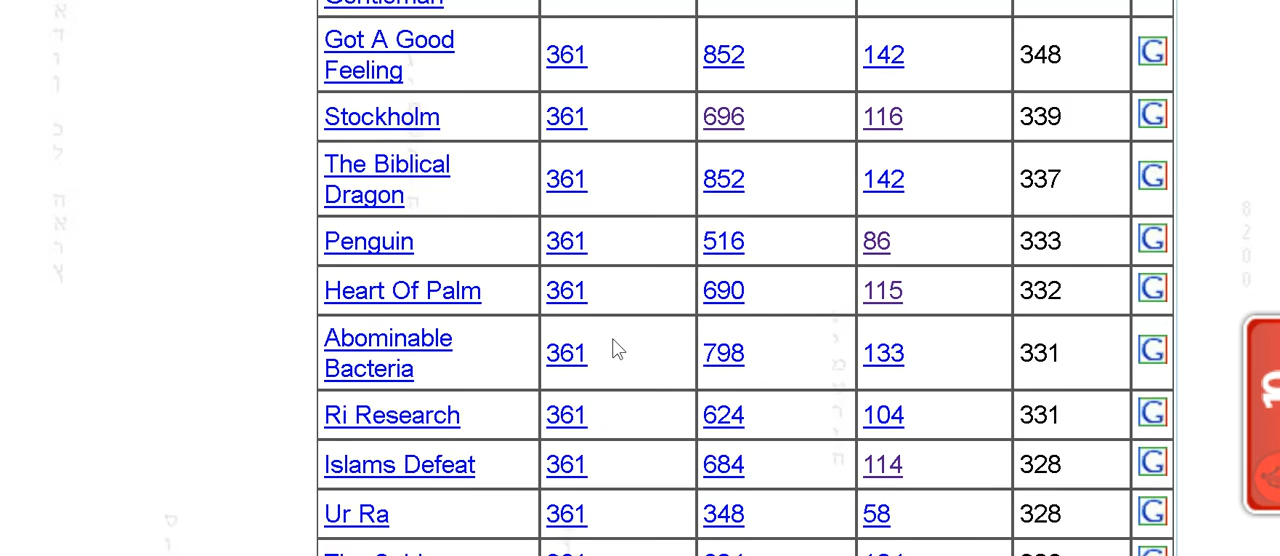 Gentleman
Got A Good 361 852 142 348
Feeling
Stockholm 361 696 116 339
The Biblical 361 852 142 337
Dragon
Penguin 361 516 86 333
Heart Of Palm 361 690 115 332
Abominable 361 798 133 331
Bacteria
Ri Research 361 624 104 331
Islams Defeat 361 684 114 328
Ur Ra 361 348 58 328
8200